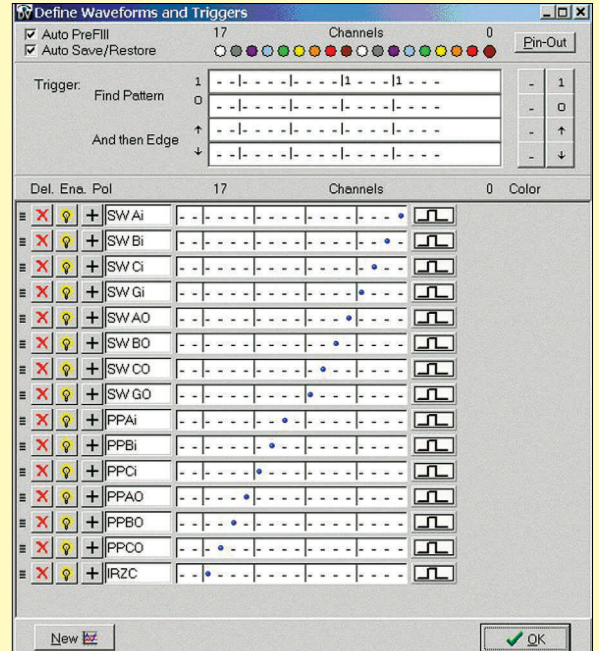 Define Waveforms and Triggers
Auto PreFill 17 Channels 0 Pin-Out
Auto Save/Restore
Trigger: Find Pattern 1 - - | - - - - | - - - - | 1 - - - | 1 - - - - 1
0 - 0
And then Edge ↑ - - | - - - - | - - - - | - - - - | - - - - - ↑
↓ - - | - - - - | - - - - | - - - - | - - - - - ↓
Del. Ena. Pol 17 Channels 0 Color
SW Ai
SW Bi
SW Ci
SW Gi
SW AO
SW BO
SW CO
SW GO
PPAi
PPBi
PPCi
PPAO
PPBO
PPCO
IRZC
New OK